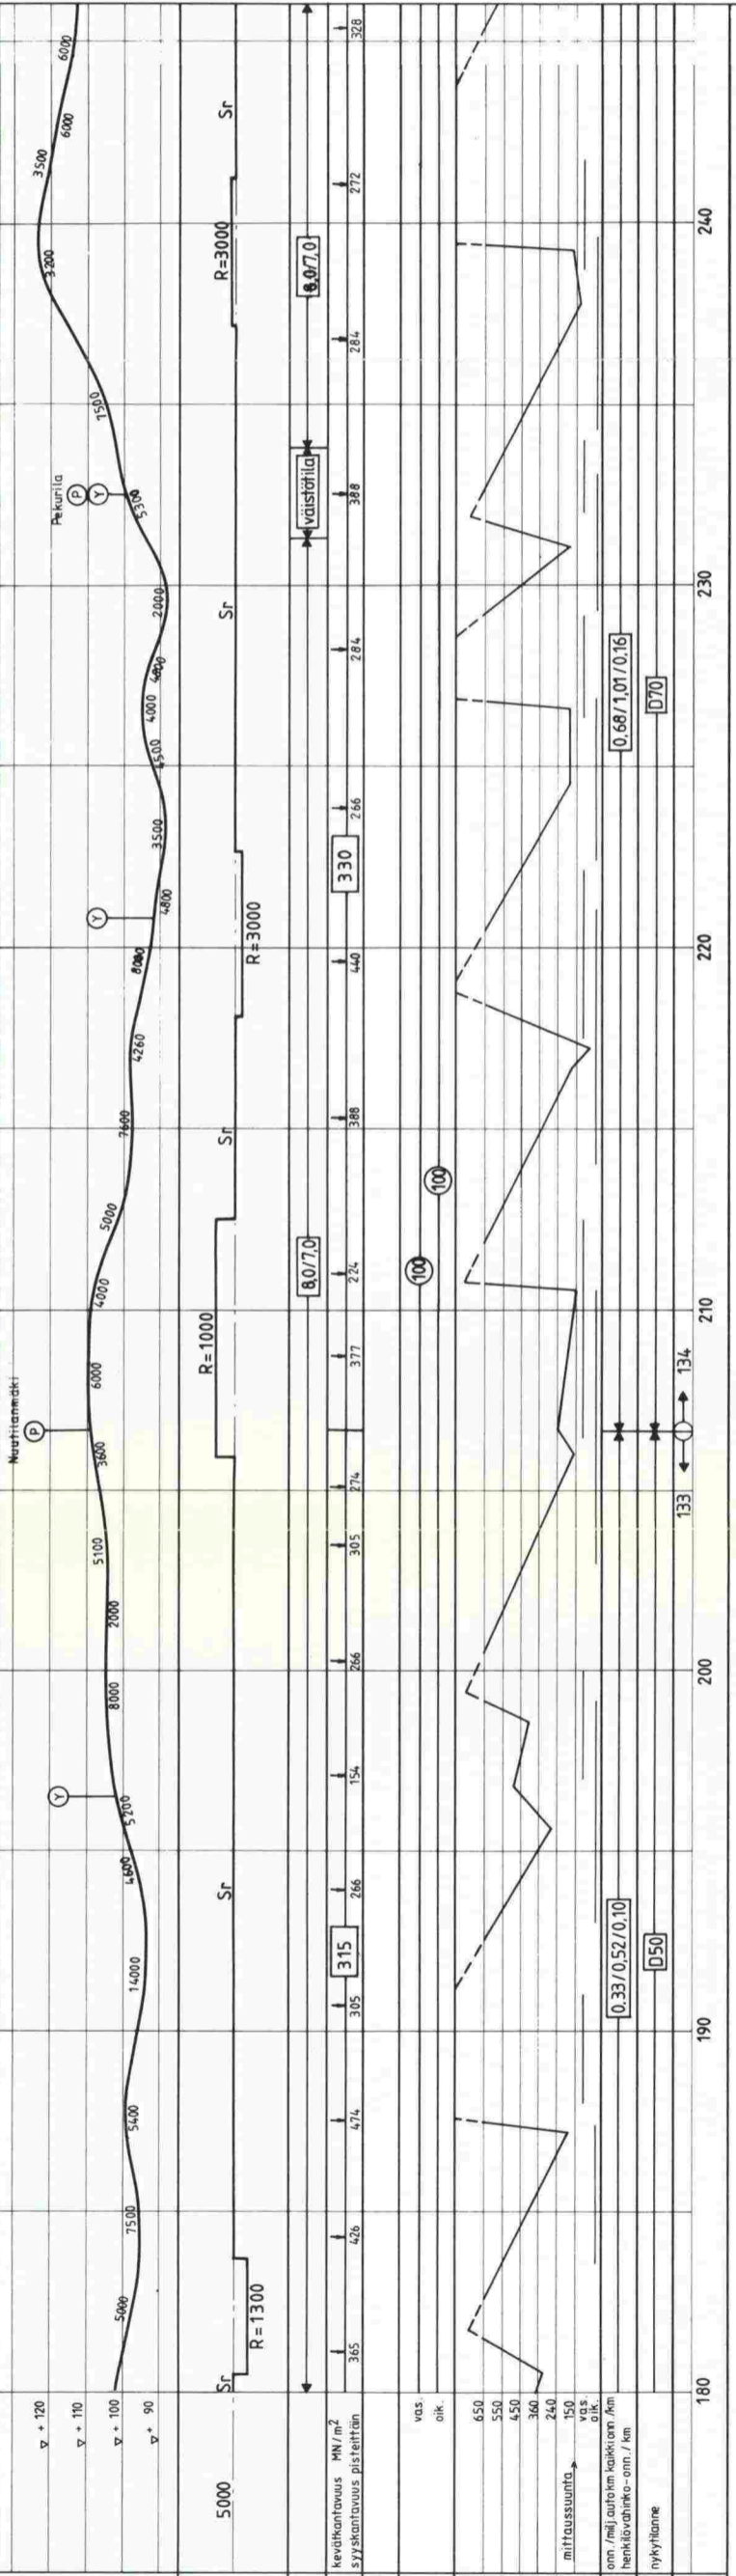 ▽ + 120
▽ + 110
▽ + 100
▽ + 90
5000
7500
5400
14000
4600
5200
Y
8000
2000
5100
3600
Nuutilanmäki
P
6000
4000
5000
7600
4260
8000
4800
Y
3500
4500
4000
4800
2000
5300
Pekurila
P
Y
7500
3200
3500
6000
6000
5000
Sr
R=1300
Sr
R=1000
Sr
R=3000
Sr
R=3000
Sr
8,0/7,0
väistötila
8,0/7,0
kevätkantavuus MN/m²
syyskantavuus pisteittäin
315
330
365
426
474
305
266
154
266
305
274
377
224
388
440
266
284
388
284
272
328
vas.
oik.
100
100
650
550
450
360
240
150
vas.
oik.
mittaussuunta
onn./milj.autokm kaikki onn /km
henkilövahinko-onn./ km
0.33/0,52/0,10
0,68/1,01/0,16
nykytilanne
D50
D70
133
134
180
190
200
210
220
230
240